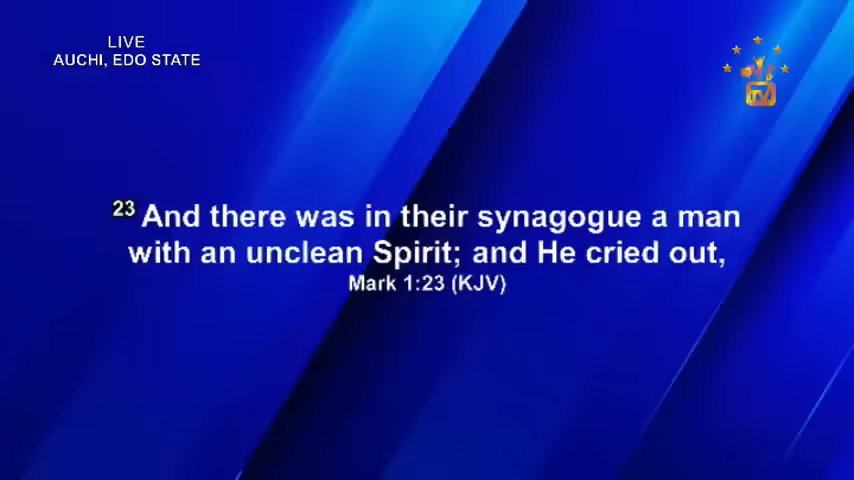 LIVE
AUCHI, EDO STATE
TV
23 And there was in their synagogue a man
with an unclean Spirit; and He cried out,
Mark 1:23 (KJV)